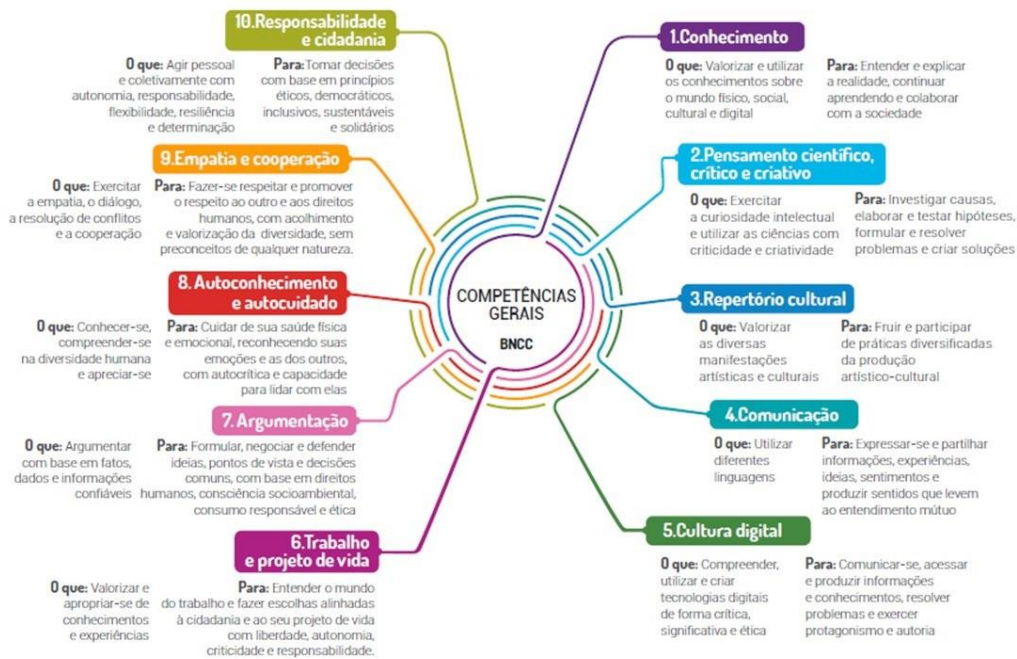 COMPETÊNCIAS
GERAIS
BNCC
1.Conhecimento
O que: Valorizar e utilizar
os conhecimentos sobre
o mundo físico, social,
cultural e digital
Para: Entender e explicar
a realidade, continuar
aprendendo e colaborar
com a sociedade
2.Pensamento científico,
crítico e criativo
O que: Exercitar
a curiosidade intelectual
e utilizar as ciências com
criticidade e criatividade
Para: Investigar causas,
elaborar e testar hipóteses,
formular e resolver
problemas e criar soluções
3.Repertório cultural
O que: Valorizar
as diversas
manifestações
artísticas e culturais
Para: Fruir e participar
de práticas diversificadas
da produção
artístico-cultural
4.Comunicação
O que: Utilizar
diferentes
linguagens
Para: Expressar-se e partilhar
informações, experiências,
ideias, sentimentos e
produzir sentidos que levem
ao entendimento mútuo
5.Cultura digital
O que: Compreender,
utilizar e criar
tecnologias digitais
de forma crítica,
significativa e ética
Para: Comunicar-se, acessar
e produzir informações
e conhecimentos, resolver
problemas e exercer
protagonismo e autoria
6.Trabalho
e projeto de vida
O que: Valorizar e
apropriar-se de
conhecimentos
e experiências
Para: Entender o mundo
do trabalho e fazer escolhas alinhadas
à cidadania e ao seu projeto de vida
com liberdade, autonomia,
criticidade e responsabilidade.
7. Argumentação
O que: Argumentar
com base em fatos,
dados e informações
confiáveis
Para: Formular, negociar e defender
ideias, pontos de vista e decisões
comuns, com base em direitos
humanos, consciência socioambiental,
consumo responsável e ética
8. Autoconhecimento
e autocuidado
O que: Conhecer-se,
compreender-se
na diversidade humana
e apreciar-se
Para: Cuidar de sua saúde física
e emocional, reconhecendo suas
emoções e as dos outros,
com autocrítica e capacidade
para lidar com elas
9.Empatia e cooperação
O que: Exercitar
a empatia, o diálogo,
a resolução de conflitos
e a cooperação
Para: Fazer-se respeitar e promover
o respeito ao outro e aos direitos
humanos, com acolhimento
e valorização da diversidade, sem
preconceitos de qualquer natureza.
10.Responsabilidade
e cidadania
O que: Agir pessoal
e coletivamente com
autonomia, responsabilidade,
flexibilidade, resiliência
e determinação
Para:Tomar decisões
com base em princípios
éticos, democráticos,
inclusivos, sustentáveis
e solidários